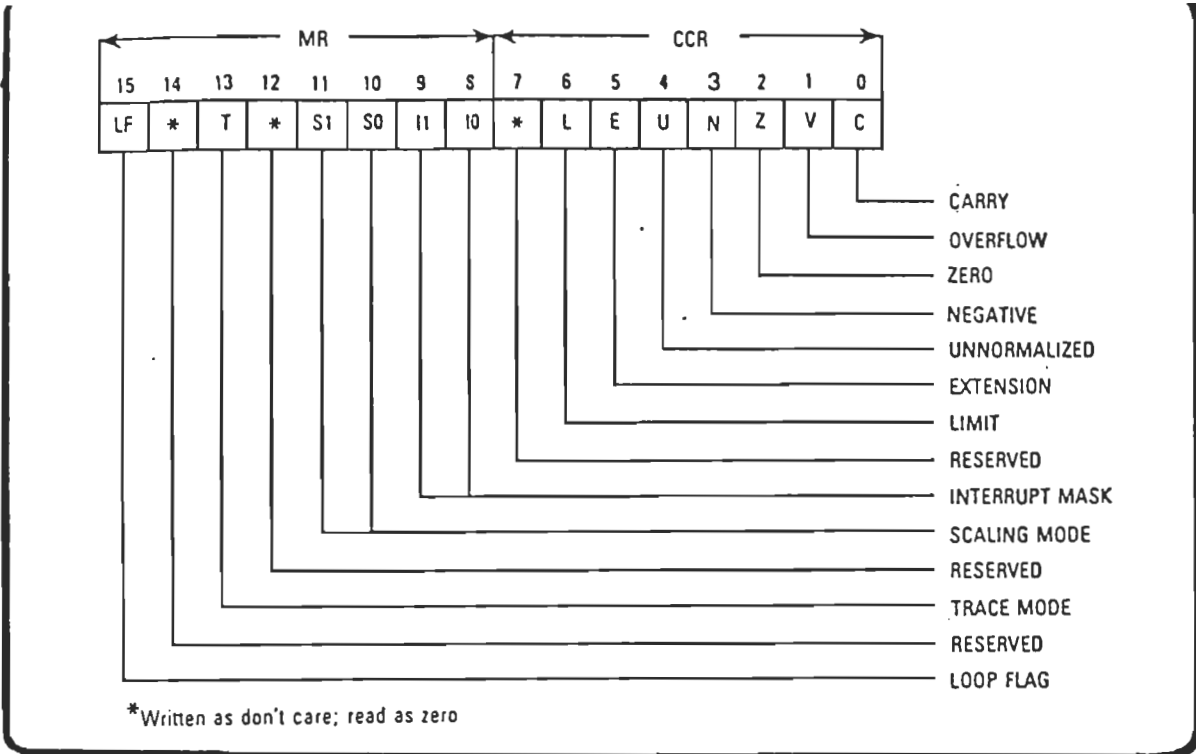 MR CCR
15 14 13 12 11 10 9 8 7 6 5 4 3 2 1 0
LF * T * S1 S0 I1 I0 * L E U N Z V C
CARRY
OVERFLOW
ZERO
NEGATIVE
UNNORMALIZED
EXTENSION
LIMIT
RESERVED
INTERRUPT MASK
SCALING MODE
RESERVED
TRACE MODE
RESERVED
LOOP FLAG
*Written as don't care; read as zero